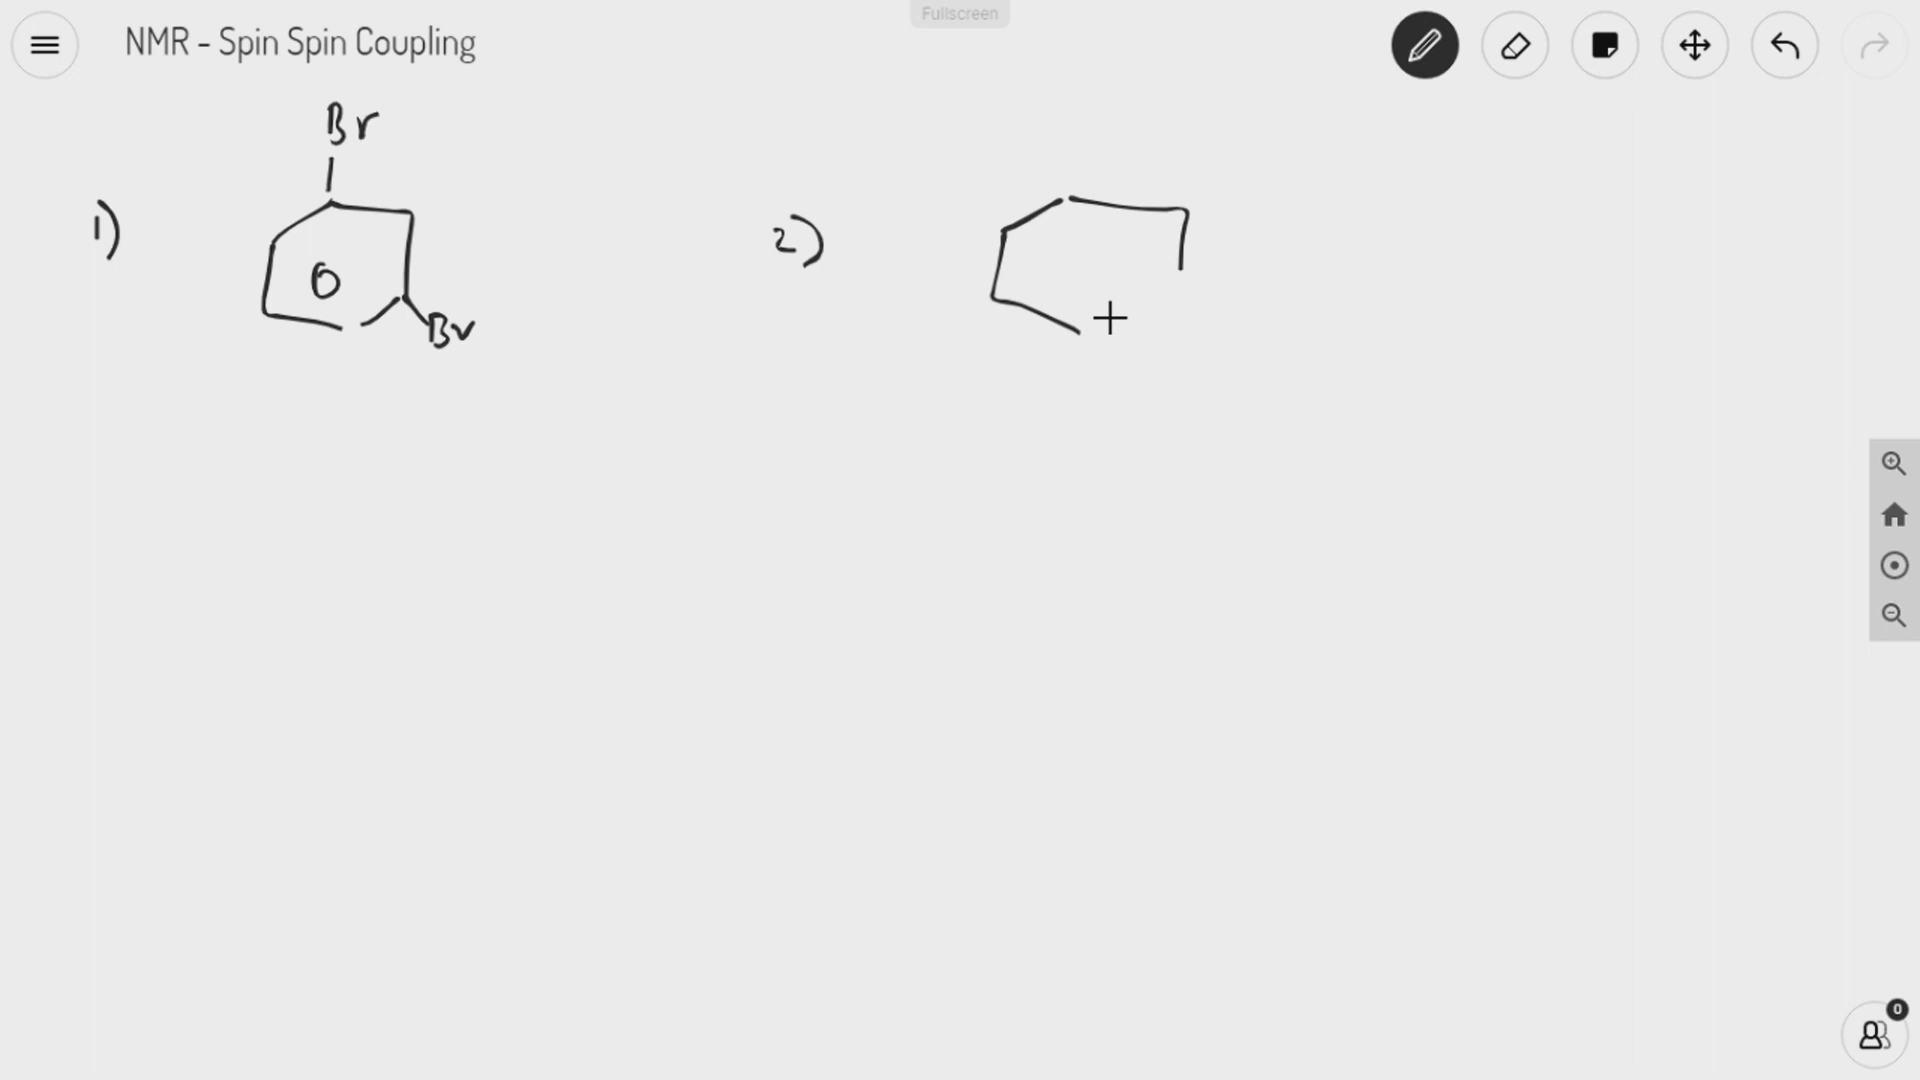 Fullscreen
NMR - Spin Spin Coupling
Br
1)
2)
Br
0